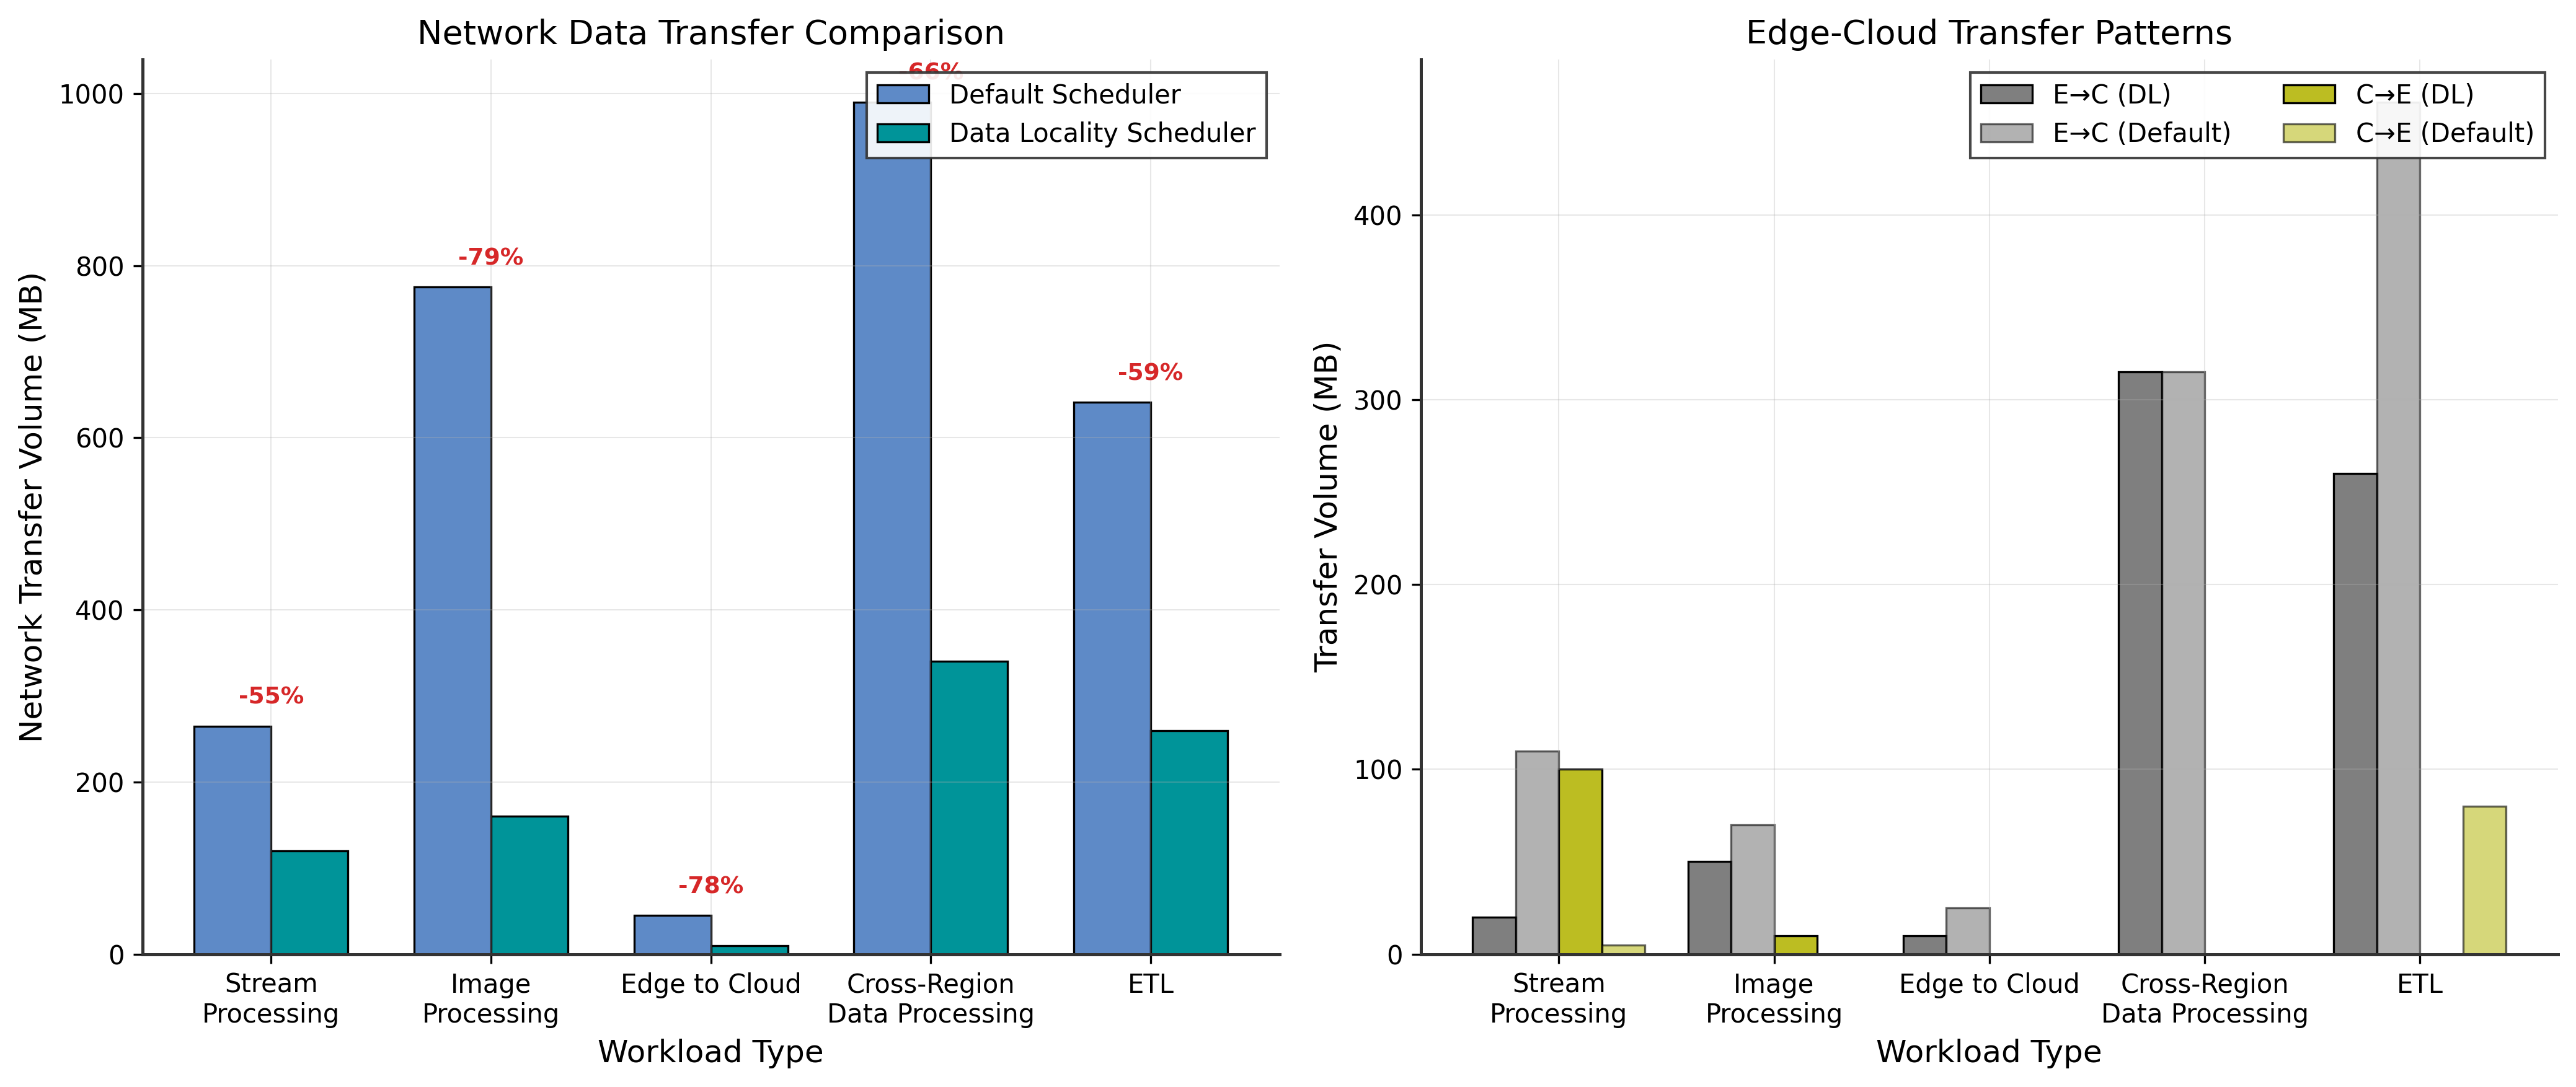 Network Data Transfer Comparison
Network Transfer Volume (MB)
1000
800
600
400
200
0
-55%
-79%
-78%
-66%
-59%
Default Scheduler
Data Locality Scheduler
Stream
Processing
Image
Processing
Edge to Cloud
Cross-Region
Data Processing
ETL
Workload Type
Edge-Cloud Transfer Patterns
Transfer Volume (MB)
400
300
200
100
0
E→C (DL)
E→C (Default)
C→E (DL)
C→E (Default)
Stream
Processing
Image
Processing
Edge to Cloud
Cross-Region
Data Processing
ETL
Workload Type